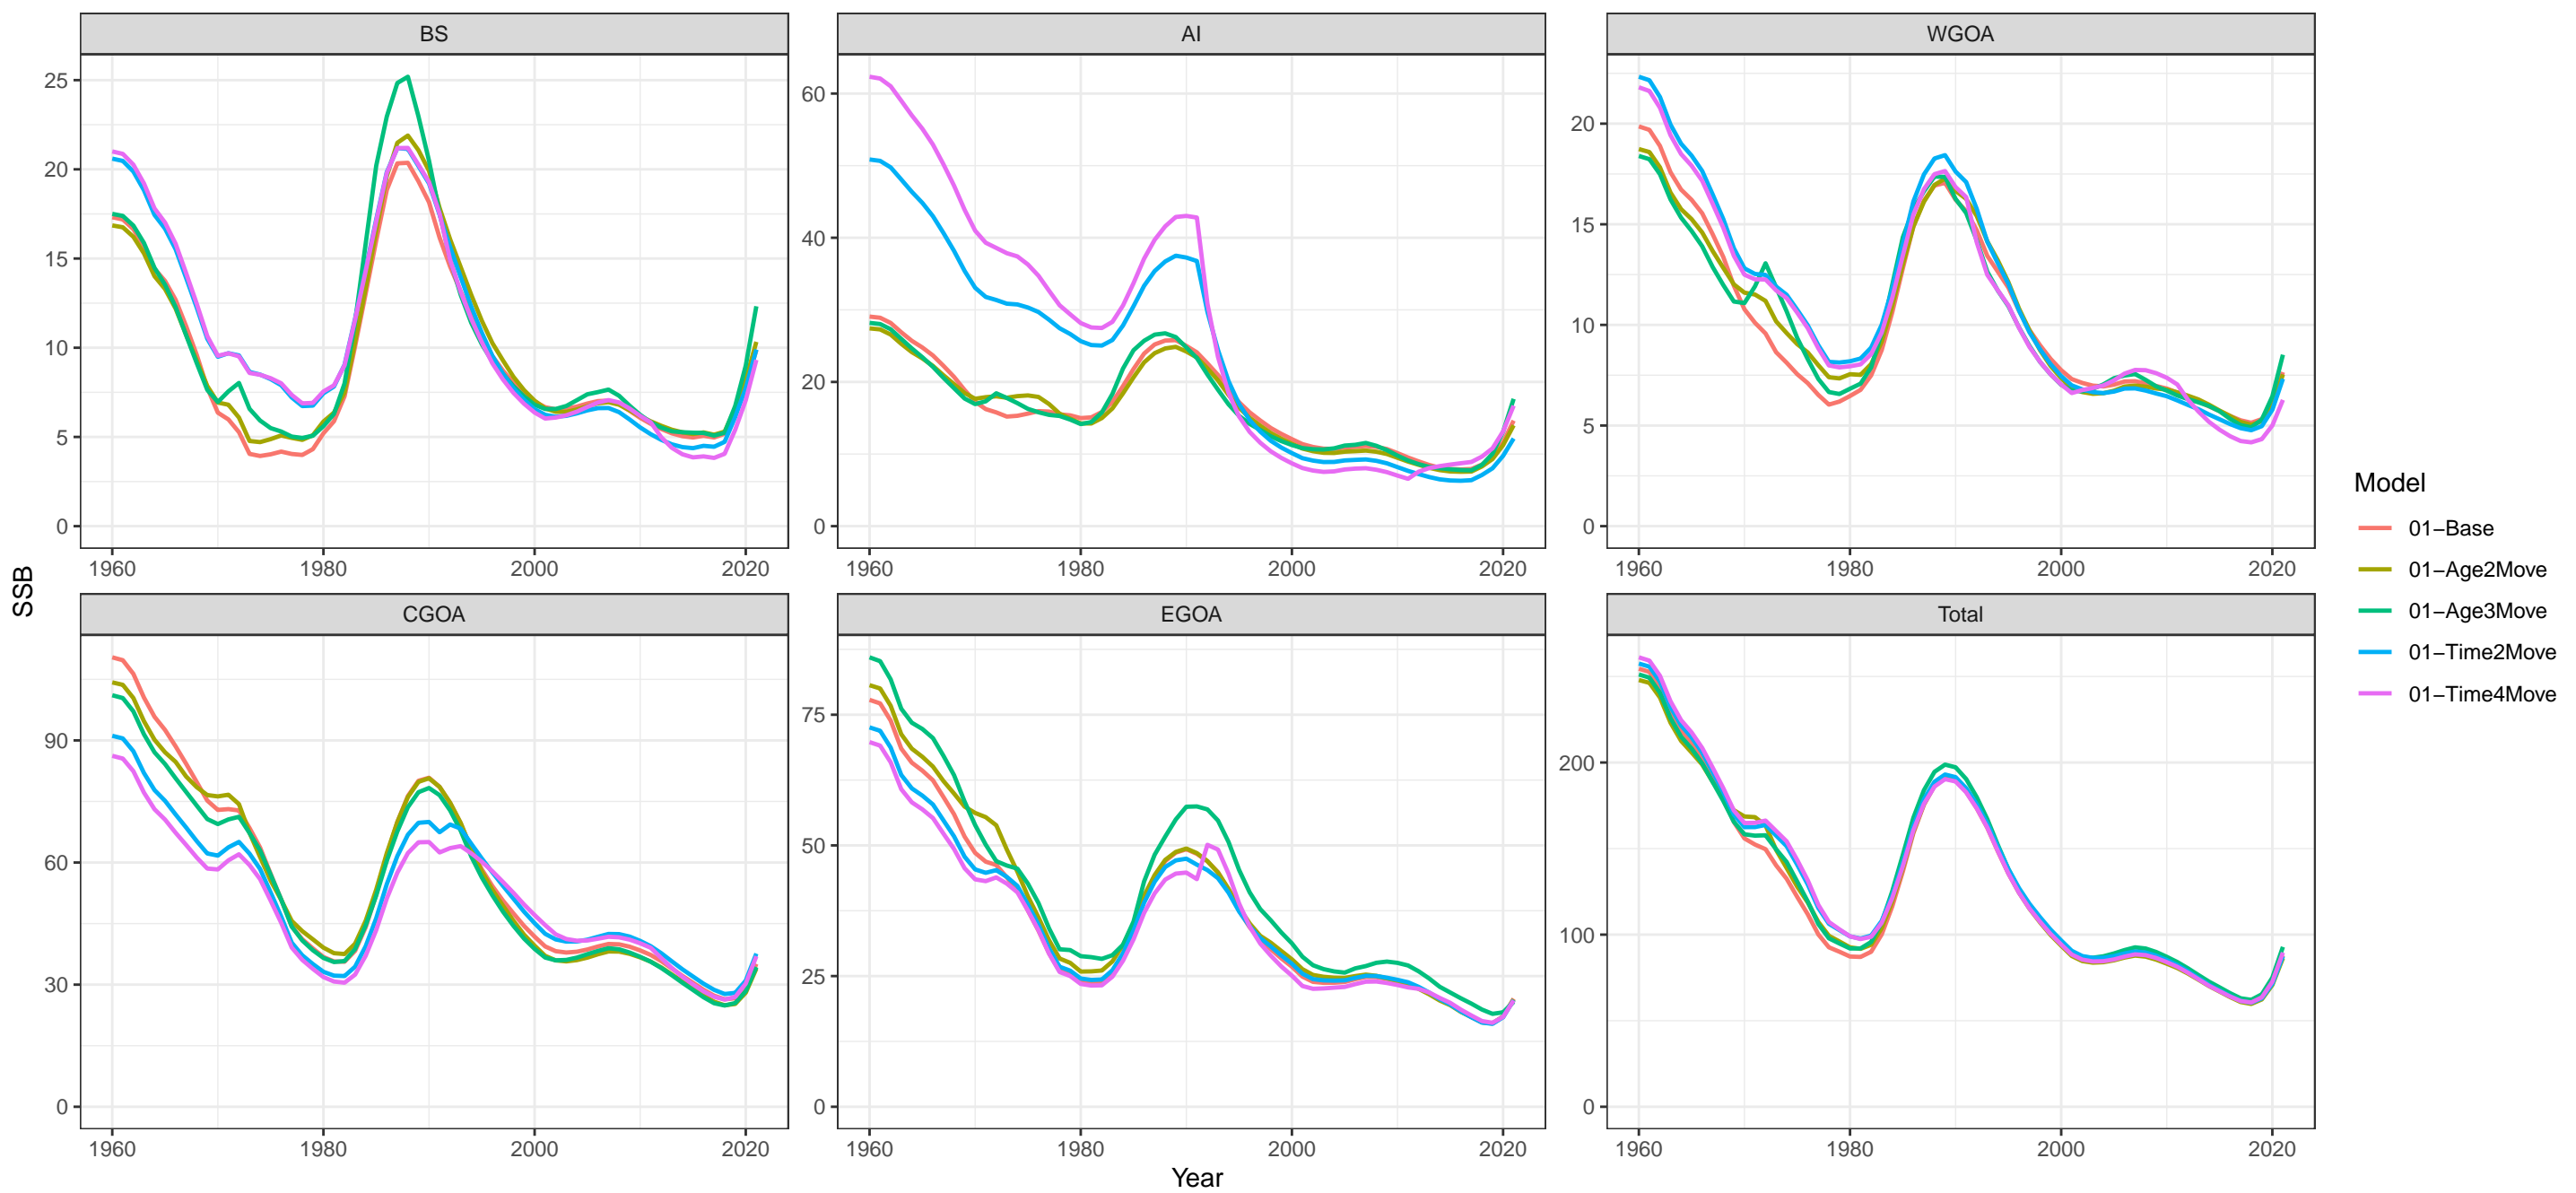 BS
AI
WGOA
25
20
15
10
5
0
60
40
20
0
20
15
10
5
0
1960 1980 2000 2020
1960 1980 2000 2020
1960 1980 2000 2020
SSB
CGOA
EGOA
Total
90
60
30
0
75
50
25
0
200
100
0
1960 1980 2000 2020
1960 1980 2000 2020
1960 1980 2000 2020
Year
Model
01−Base
01−Age2Move
01−Age3Move
01−Time2Move
01−Time4Move